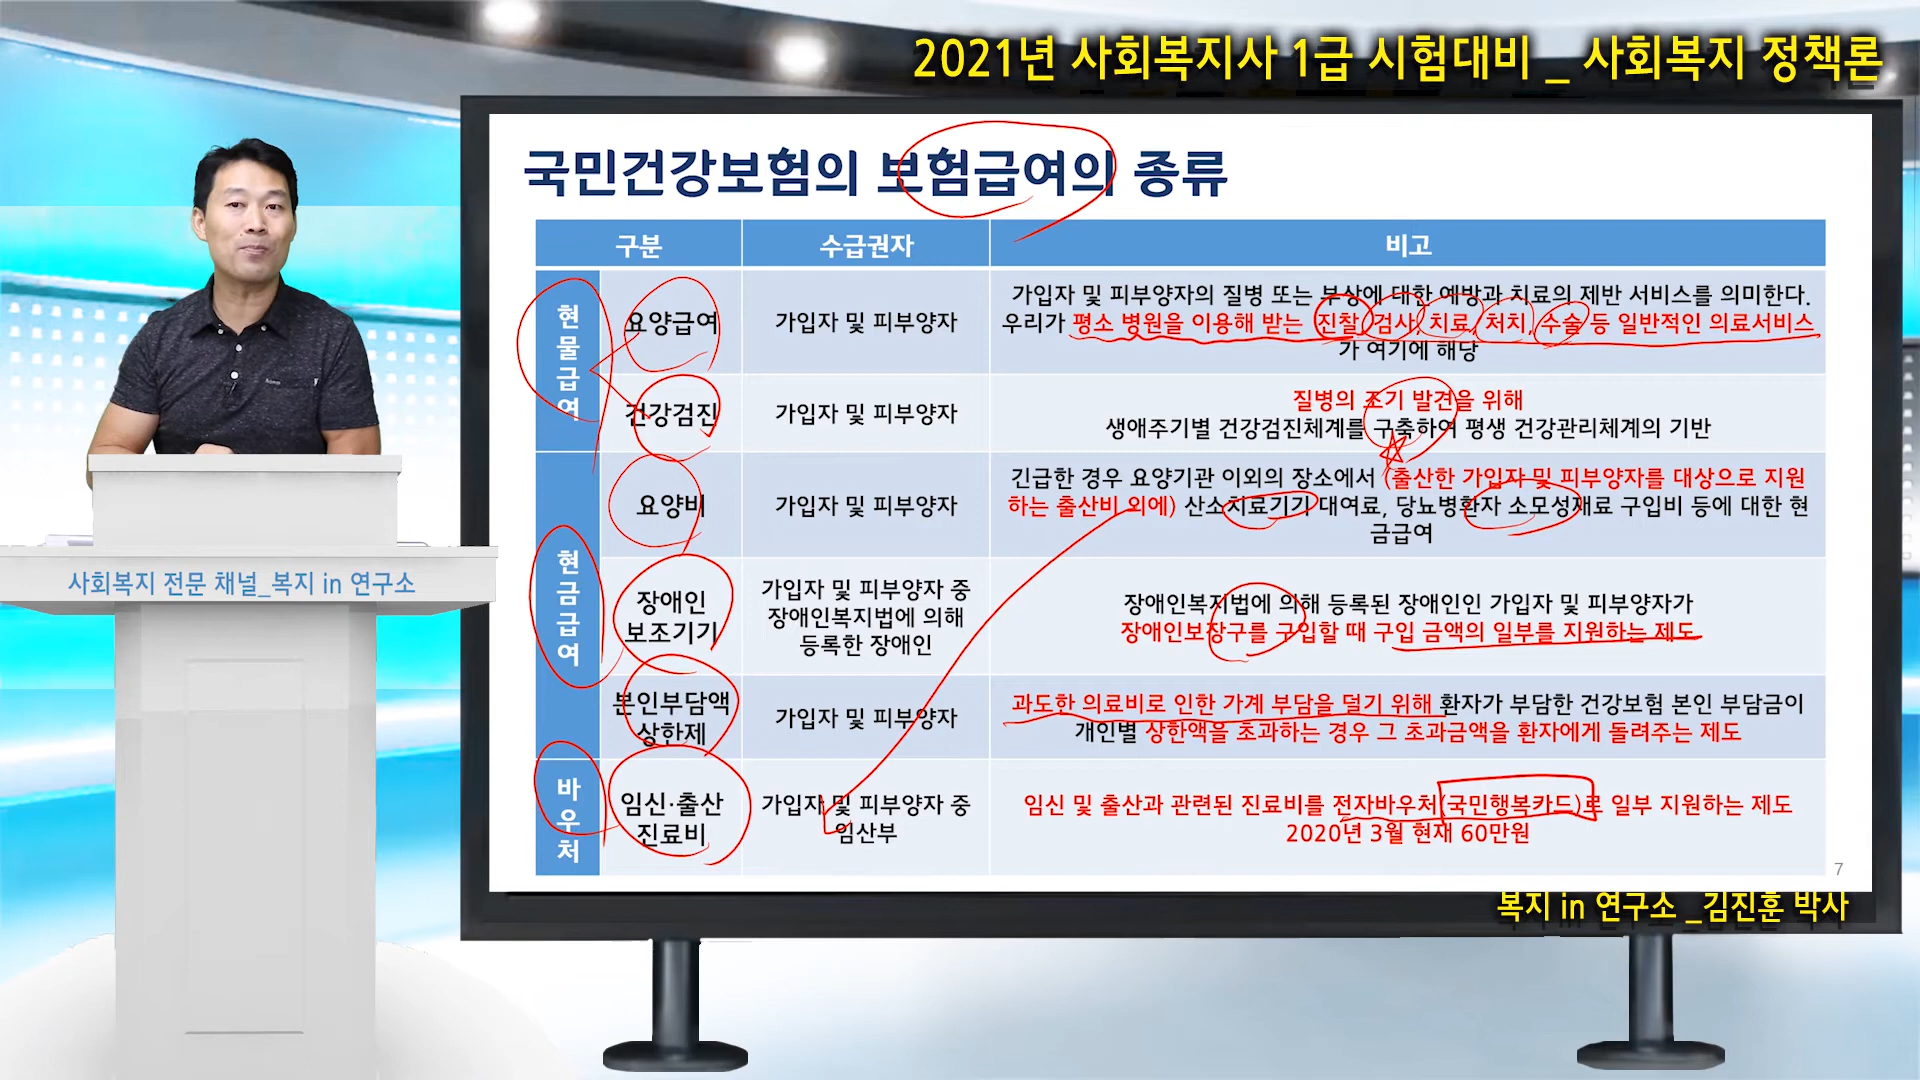 2021년 사회복지사 1급 시험대비 _ 사회복지 정책론
국민건강보험의 보험급여의 종류
구분 수급권자 비고
현물급여
요양급여
가입자 및 피부양자
가입자 및 피부양자의 질병 또는 부상에 대한 예방과 치료의 제반 서비스를 의미한다.
우리가 평소 병원을 이용해 받는 진찰, 검사, 치료, 처치, 수술 등 일반적인 의료서비스
가 여기에 해당
건강검진
가입자 및 피부양자
질병의 조기 발견을 위해
생애주기별 건강검진체계를 구축하여 평생 건강관리체계의 기반
현금급여
요양비
가입자 및 피부양자
긴급한 경우 요양기관 이외의 장소에서 (출산한 가입자 및 피부양자를 대상으로 지원
하는 출산비 외에) 산소치료기기 대여료, 당뇨병환자 소모성재료 구입비 등에 대한 현
금급여
장애인
보조기기
가입자 및 피부양자 중
장애인복지법에 의해
등록한 장애인
장애인복지법에 의해 등록된 장애인인 가입자 및 피부양자가
장애인보장구를 구입할 때 구입 금액의 일부를 지원하는 제도
본인부담액
상한제
가입자 및 피부양자
과도한 의료비로 인한 가계 부담을 덜기 위해 환자가 부담한 건강보험 본인 부담금이
개인별 상한액을 초과하는 경우 그 초과금액을 환자에게 돌려주는 제도
바우처
임신·출산
진료비
가입자 및 피부양자 중
임산부
임신 및 출산과 관련된 진료비를 전자바우처(국민행복카드)로 일부 지원하는 제도
2020년 3월 현재 60만원
7
사회복지 전문 채널_복지 in 연구소
복지 in 연구소 _김진훈 박사